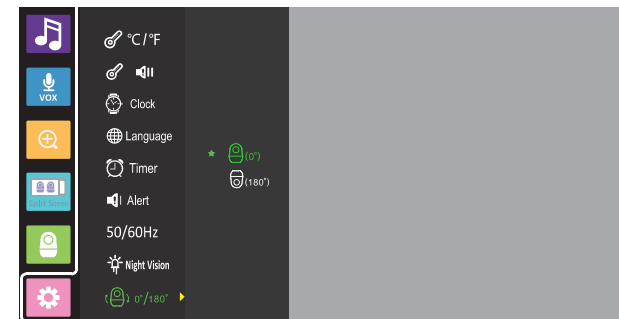 VOX
Split Screen
°C/°F
Clock
Language
Timer
Alert
50/60Hz
Night Vision
0°/180°
(0°)
(180°)